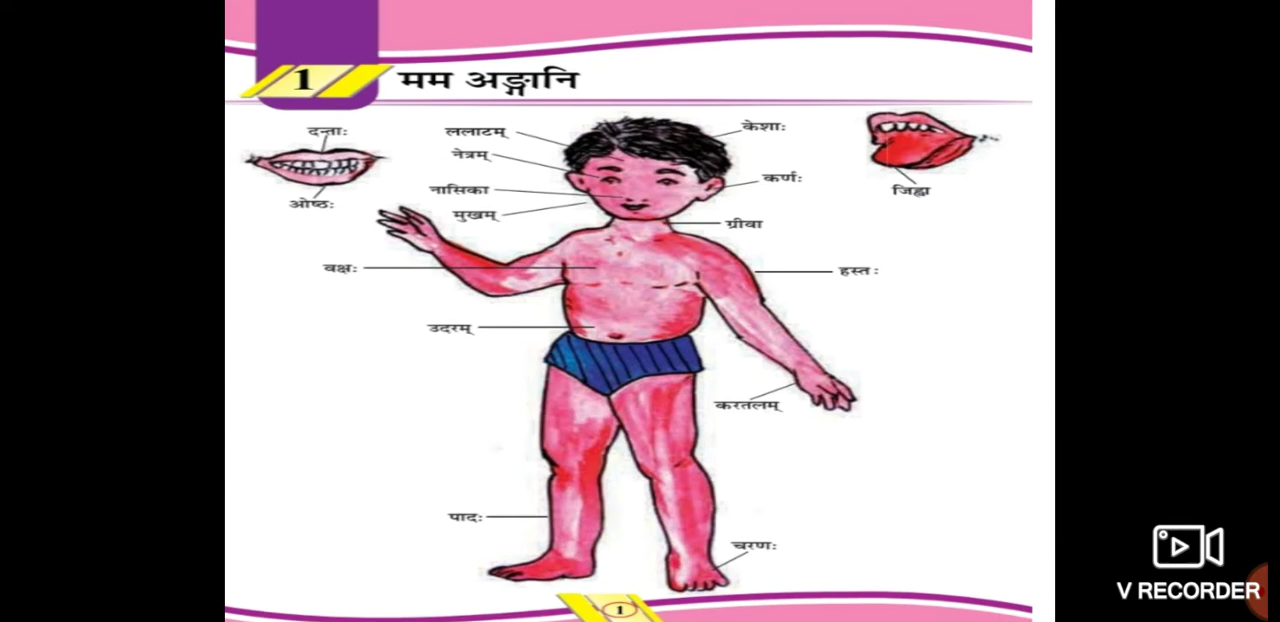 1 मम अङ्गानि
दन्ताः
ललाटम्
केशाः
नेत्रम्
कर्णः
नासिका
जिह्वा
ओष्ठः
मुखम्
ग्रीवा
वक्षः
हस्तः
उदरम्
करतलम्
पादः
चरणः
V RECORDER
1